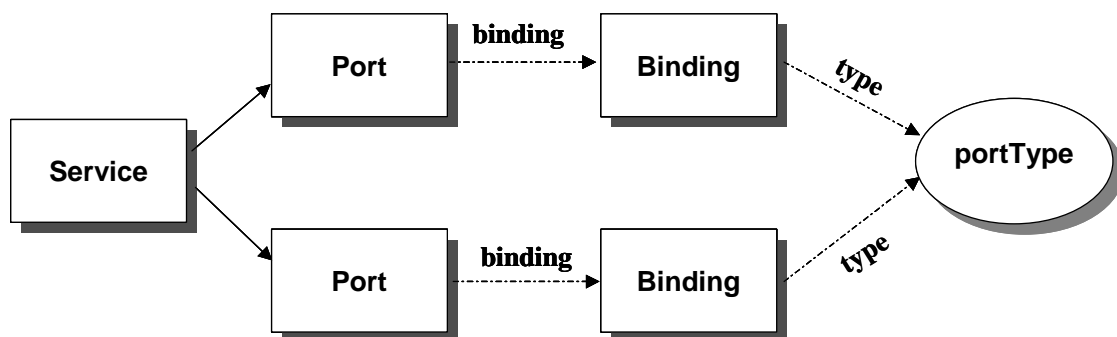 Port
binding
Binding
type
Service
portType
Port
binding
Binding
type